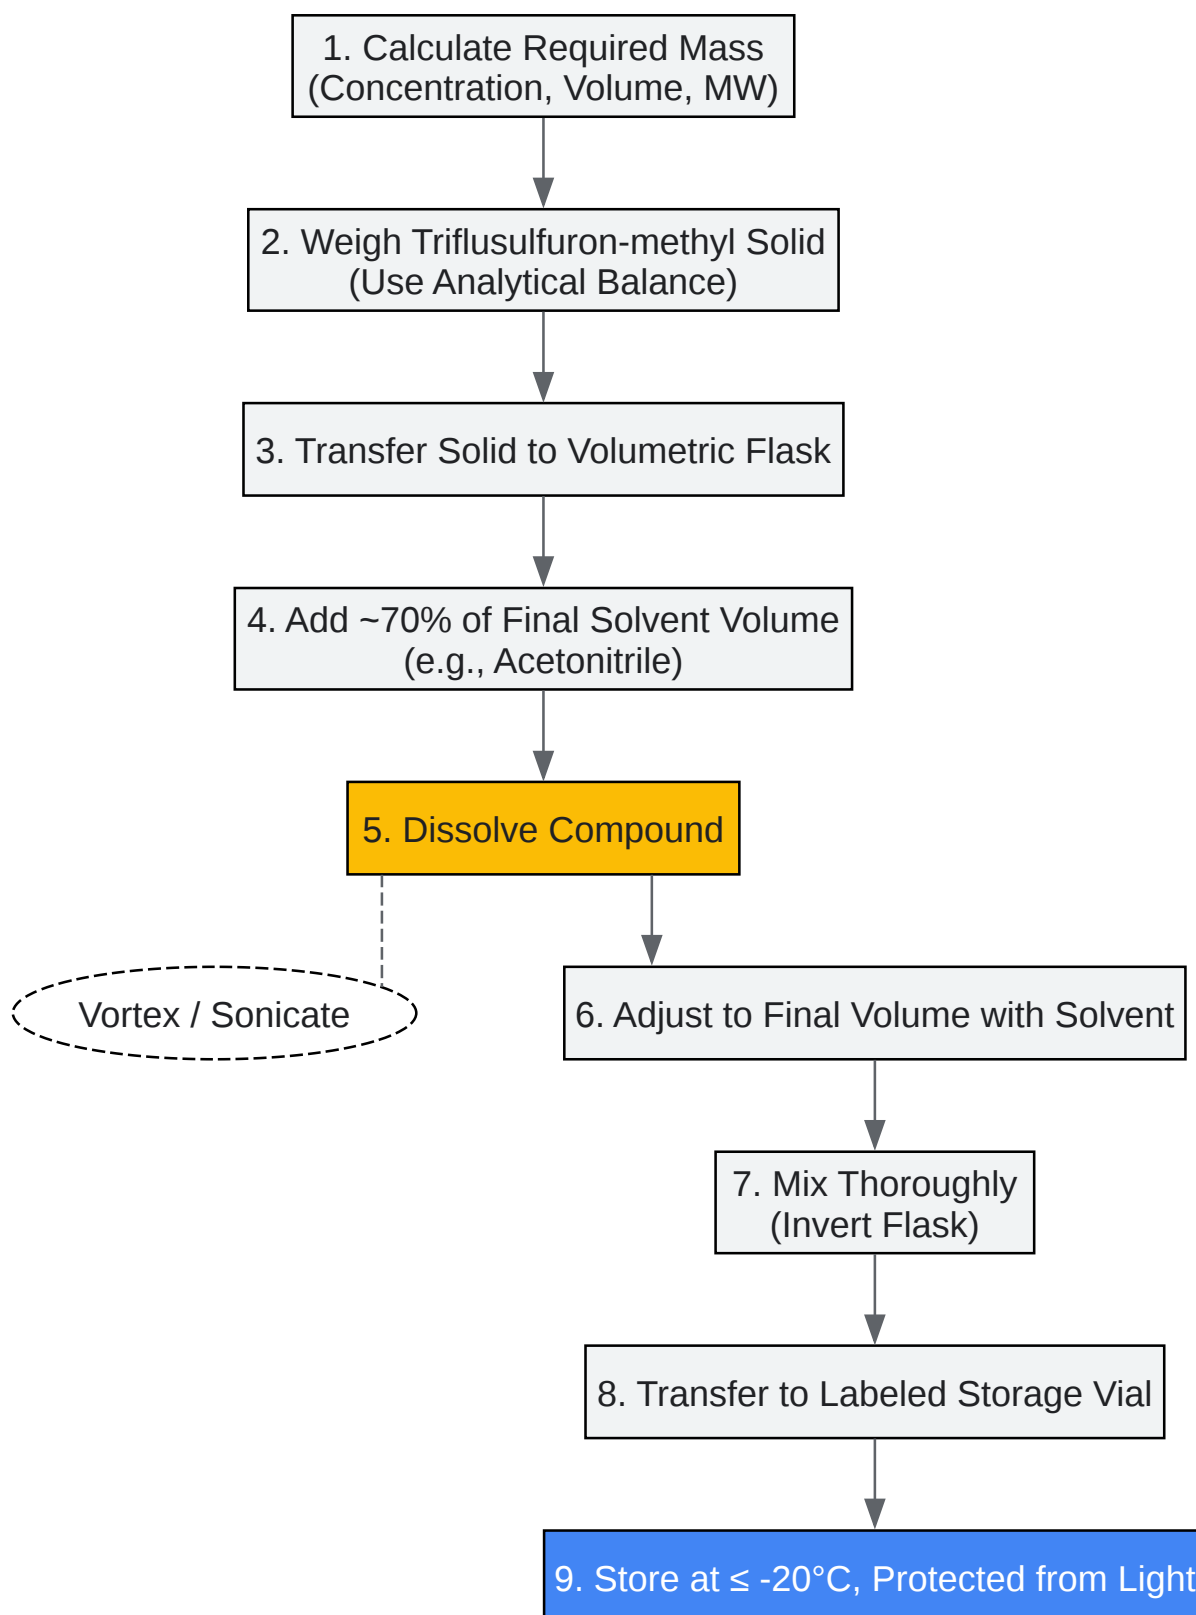 1. Calculate Required Mass
(Concentration, Volume, MW)
2. Weigh Triflusulfuron-methyl Solid
(Use Analytical Balance)
3. Transfer Solid to Volumetric Flask
4. Add ~70% of Final Solvent Volume
(e.g., Acetonitrile)
5. Dissolve Compound
Vortex / Sonicate
6. Adjust to Final Volume with Solvent
7. Mix Thoroughly
(Invert Flask)
8. Transfer to Labeled Storage Vial
9. Store at ≤ -20°C, Protected from Light